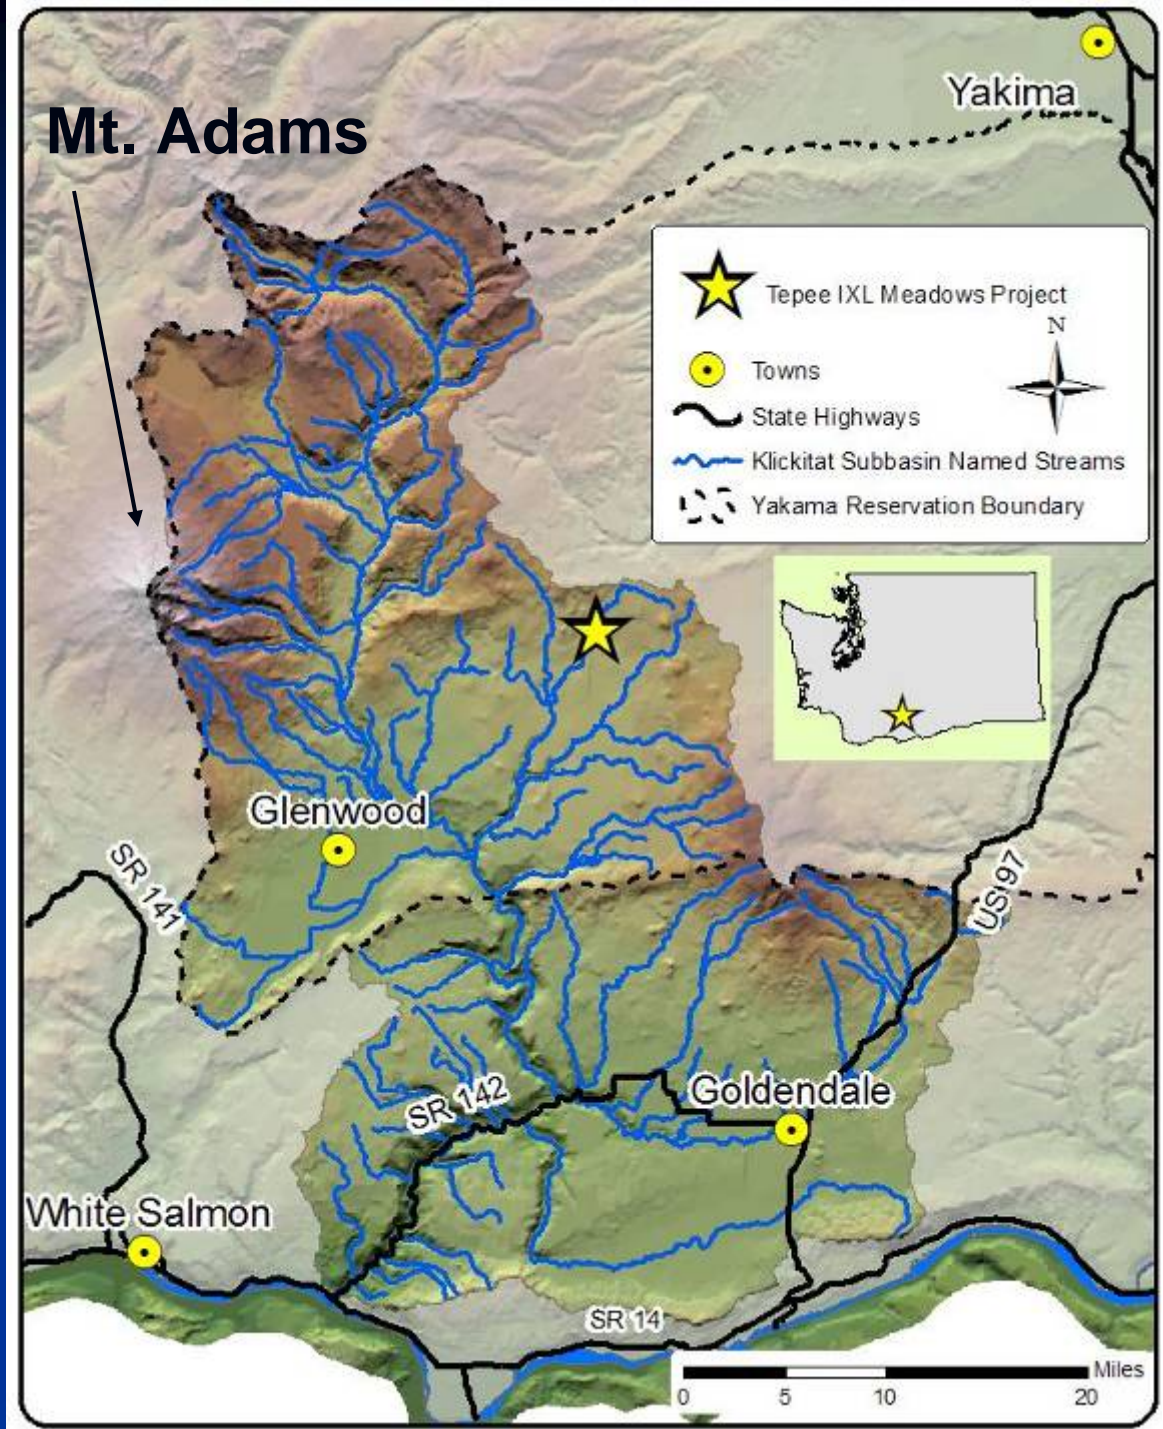 Yakima
Mt. Adams
Tepee IXL Meadows Project
N
Towns
State Highways
Klickitat Subbasin Named Streams
Yakama Reservation Boundary
Glenwood
SR 141
US 97
SR 142
Goldendale
White Salmon
SR 14
Miles
0 5 10 20